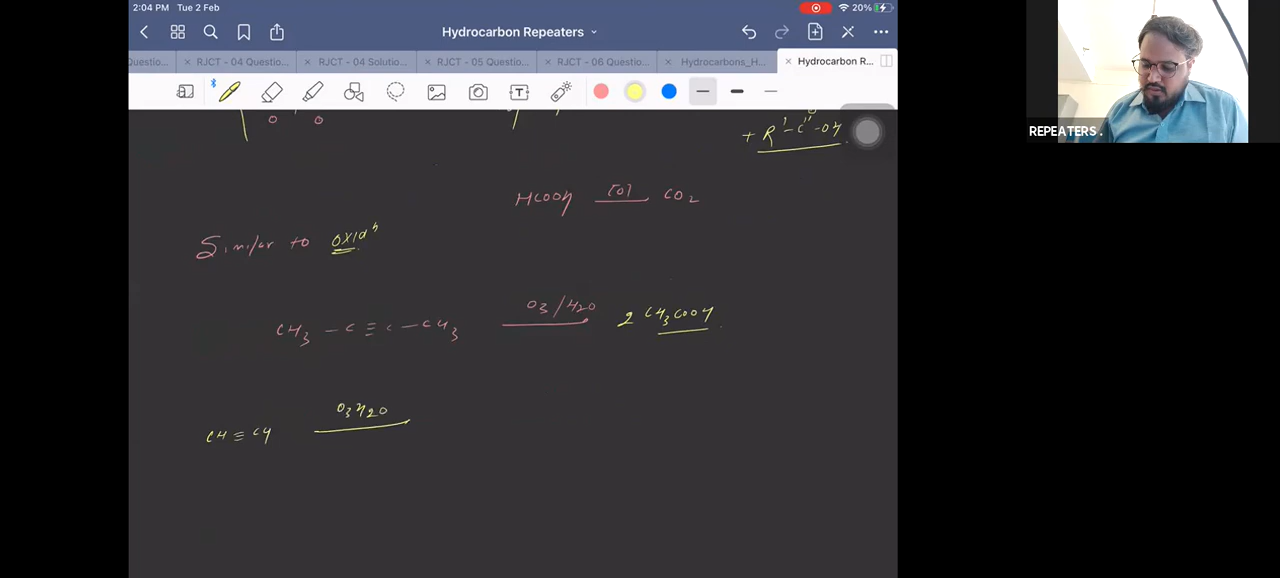 2:04 PM Tue 2 Feb
20%
Hydrocarbon Repeaters
Questio...
RJCT - 04 Questio...
RJCT - 04 Solutio...
RJCT - 05 Questio...
RJCT - 06 Questio...
Hydrocarbons_H...
Hydrocarbon R...
REPEATERS .
O O
O
+ R' - C - OH
HCOOH [O] CO2
Similar to oxidn
CH3 - C ≡ C - CH3 O3/H2O 2 CH3COOH
CH ≡ CH O3 H2O